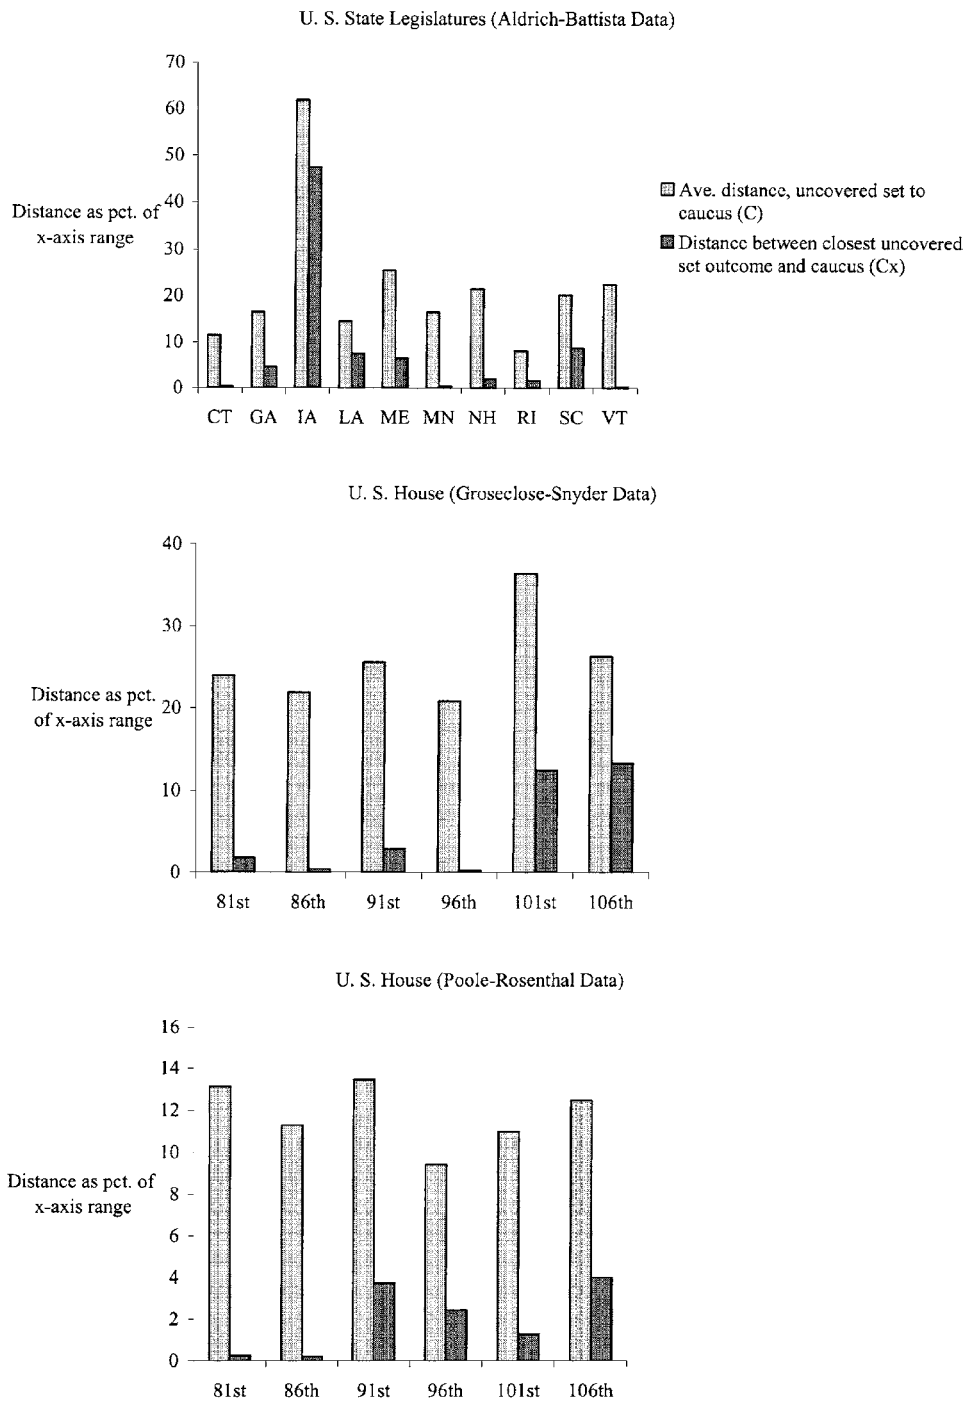 U. S. State Legislatures (Aldrich-Battista Data)
70
60
50
40
30
20
10
0
Distance as pct. of
x-axis range
CT GA IA LA ME MN NH RI SC VT
Ave. distance, uncovered set to
caucus (C)
Distance between closest uncovered
set outcome and caucus (Cx)
U. S. House (Groseclose-Snyder Data)
40
30
20
10
0
Distance as pct.
of x-axis range
81st 86th 91st 96th 101st 106th
U. S. House (Poole-Rosenthal Data)
16
14
12
10
8
6
4
2
0
Distance as pct. of
x-axis range
81st 86th 91st 96th 101st 106th